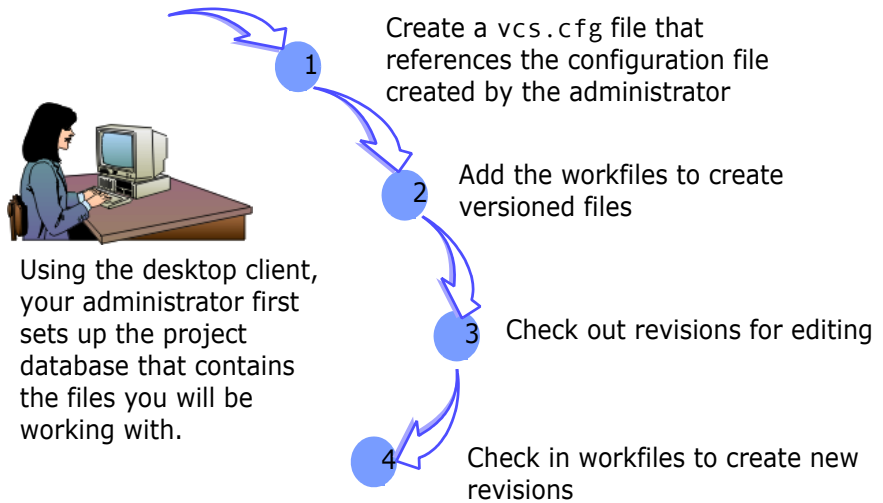 1
Create a vcs.cfg file that
references the configuration file
created by the administrator
2
Add the workfiles to create
versioned files
Using the desktop client,
your administrator first
sets up the project
database that contains
the files you will be
working with.
3
Check out revisions for editing
4
Check in workfiles to create new
revisions